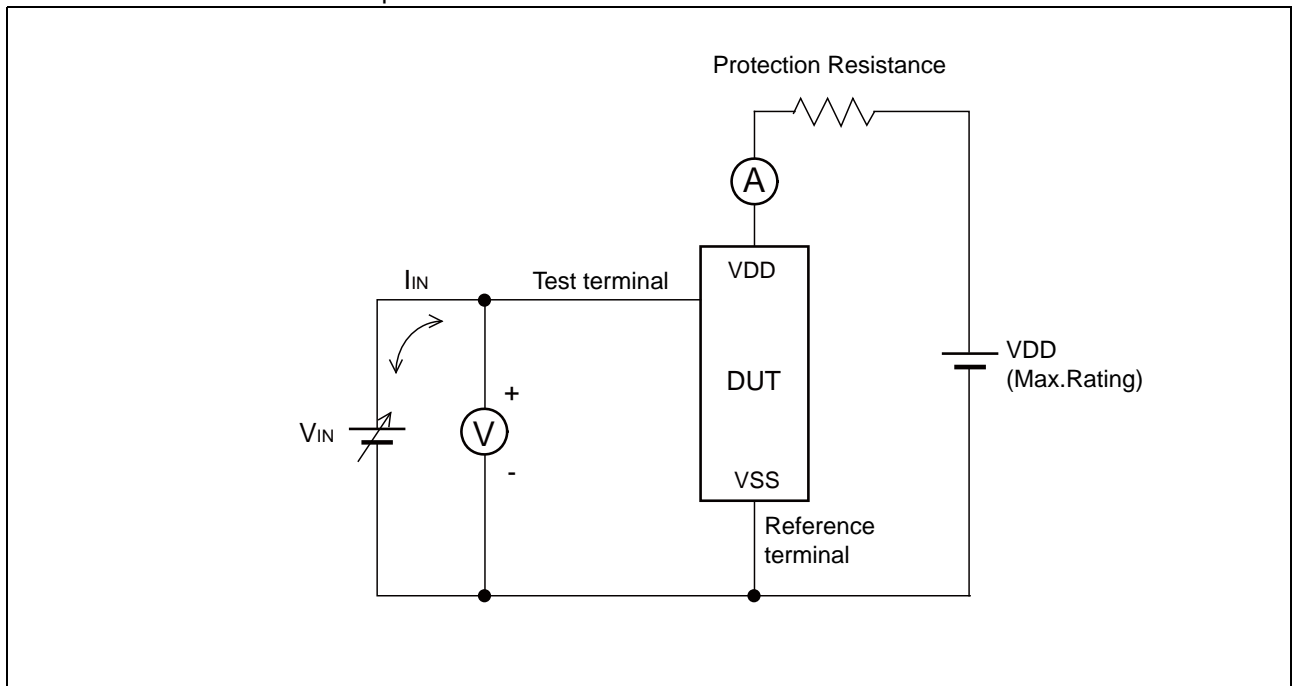 Protection Resistance
A
VDD
IIN
Test terminal
VDD
(Max.Rating)
DUT
+
VIN
V
-
VSS
Reference
terminal